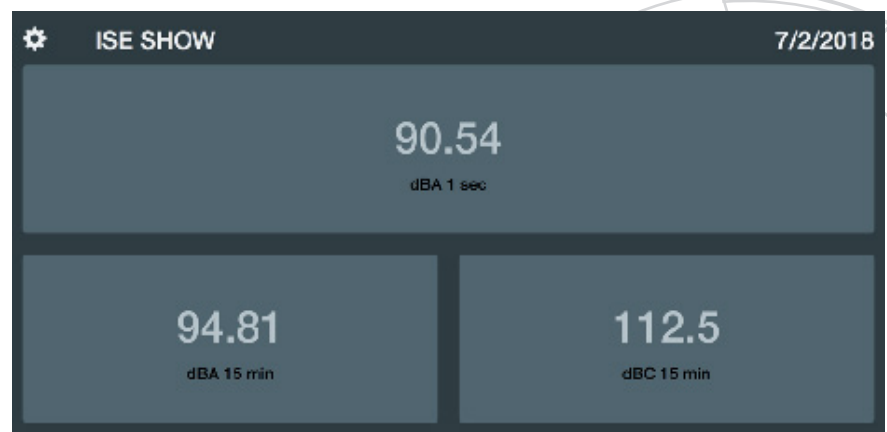 ISE SHOW 7/2/2018
90.54
dBA 1 sec
94.81 112.5
dBA 15 min dBC 15 min